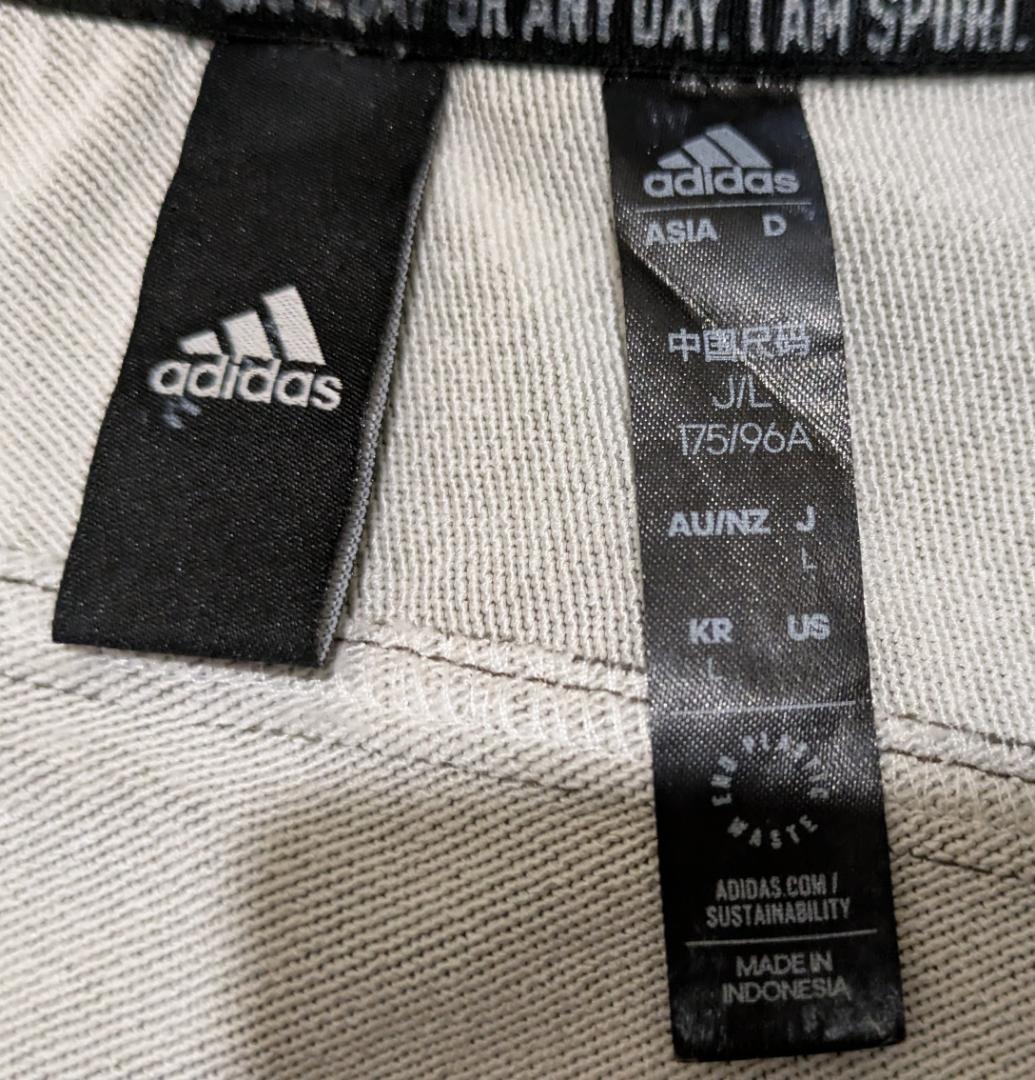 OR ANY DAY. I AM SPORT.
adidas
adidas
ASIA D
中国尺码
J/L
175/96A
AU/NZ J
L
KR US
L
END PLASTIC WASTE
ADIDAS.COM /
SUSTAINABILITY
MADE IN
INDONESIA